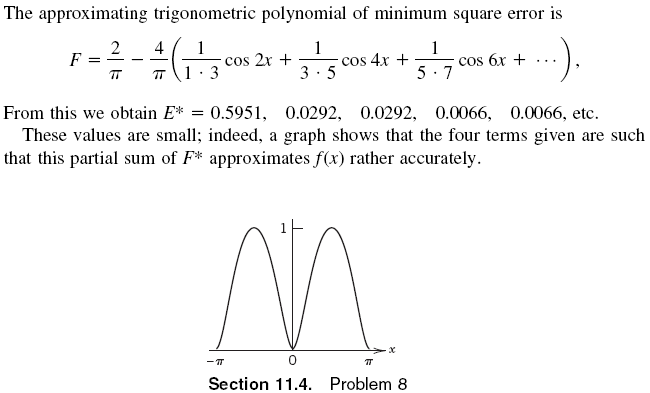 The approximating trigonometric polynomial of minimum square error is
F = 2/π − 4/π (1/(1 · 3) cos 2x + 1/(3 · 5) cos 4x + 1/(5 · 7) cos 6x + ⋯),
From this we obtain E* = 0.5951, 0.0292, 0.0292, 0.0066, 0.0066, etc.
These values are small; indeed, a graph shows that the four terms given are such
that this partial sum of F* approximates f(x) rather accurately.
1
x
−π 0 π
Section 11.4. Problem 8